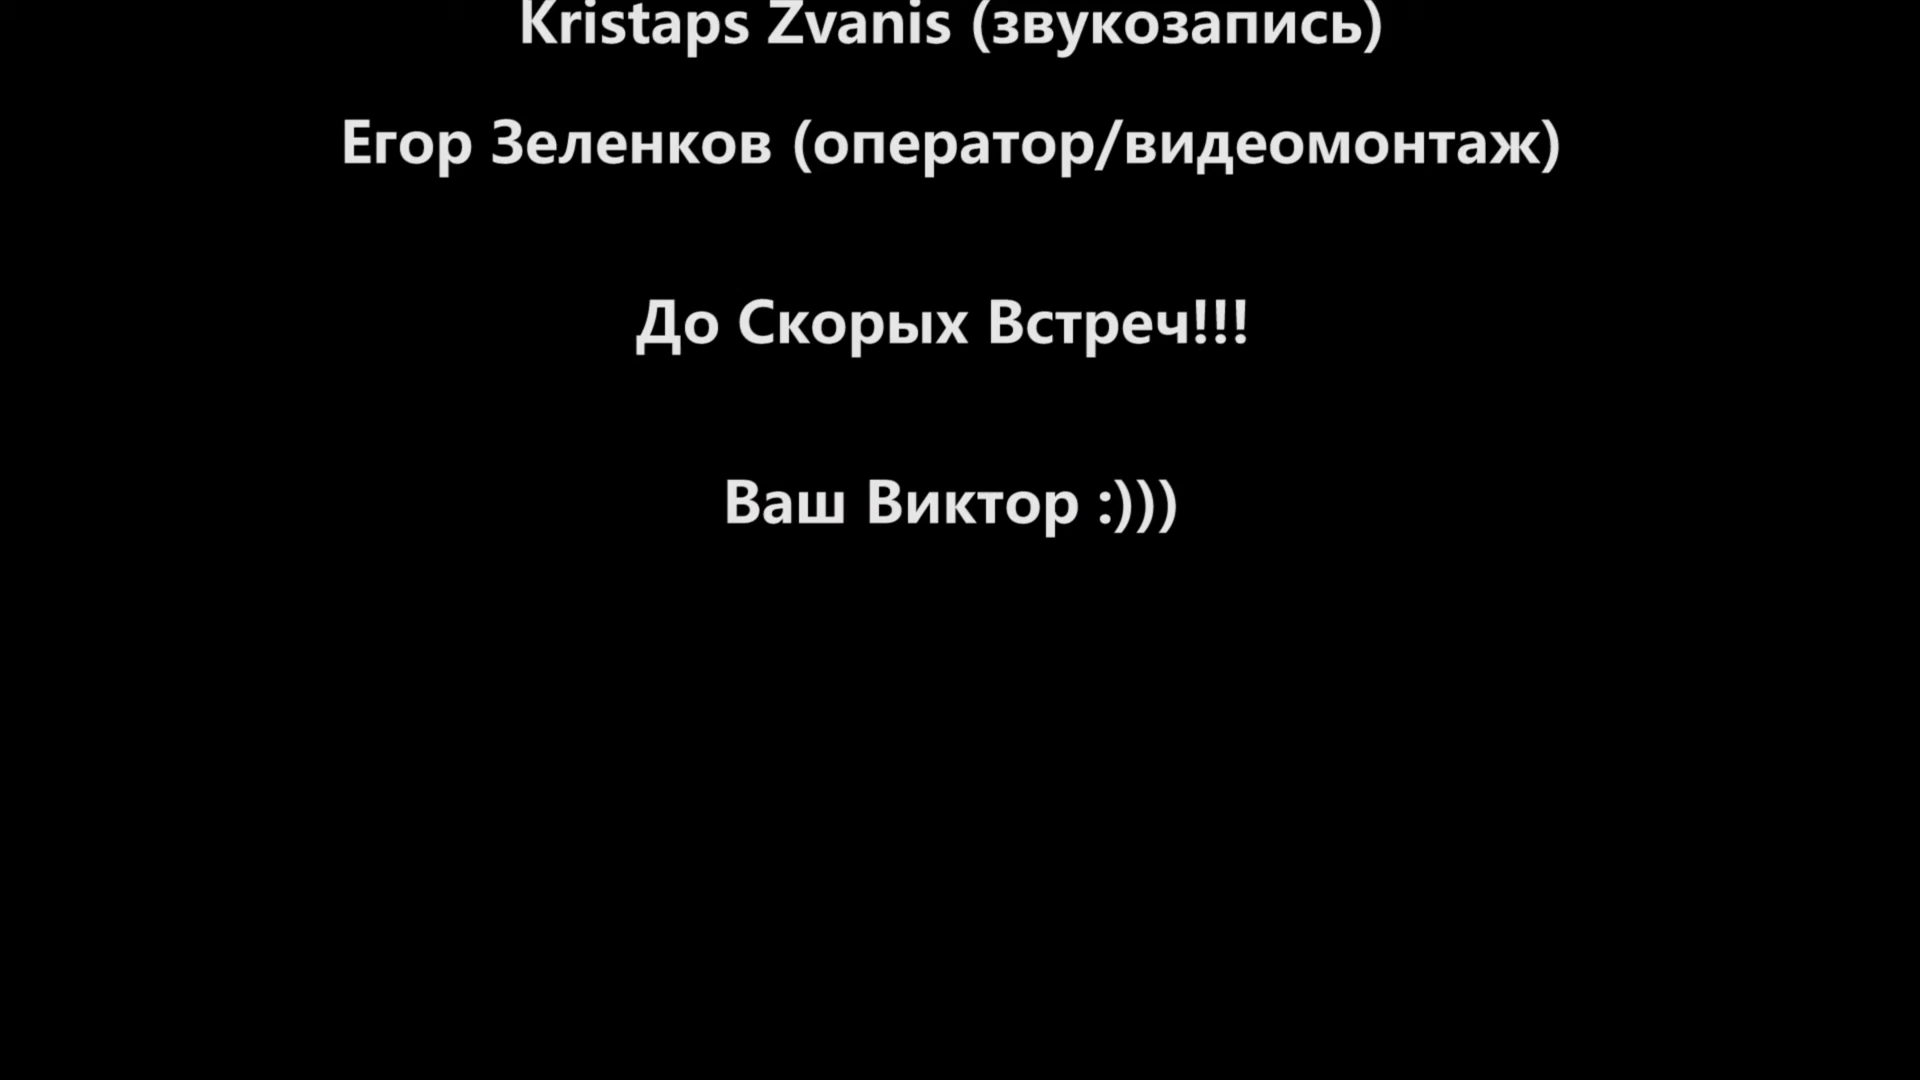 Kristaps Zvanis (звукозапись)
Егор Зеленков (оператор/видеомонтаж)
До Скорых Встреч!!!
Ваш Виктор :)))